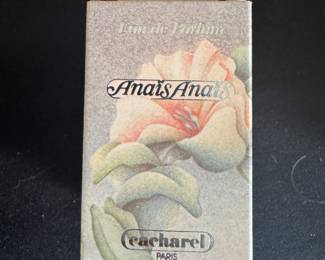 Eau de Parfum
Anaïs Anaïs
cacharel
PARIS